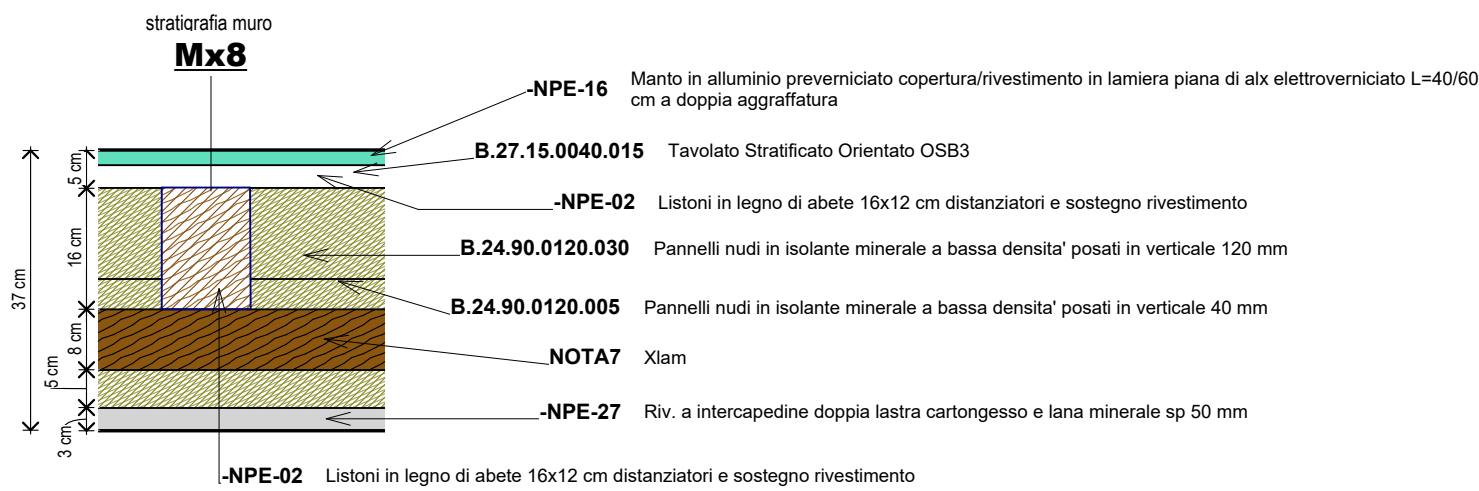 stratigrafia muro
Mx8
-NPE-16 Manto in alluminio preverniciato copertura/rivestimento in lamiera piana di alx elettroverniciato L=40/60
cm a doppia aggraffatura
B.27.15.0040.015 Tavolato Stratificato Orientato OSB3
-NPE-02 Listoni in legno di abete 16x12 cm distanziatori e sostegno rivestimento
B.24.90.0120.030 Pannelli nudi in isolante minerale a bassa densita' posati in verticale 120 mm
B.24.90.0120.005 Pannelli nudi in isolante minerale a bassa densita' posati in verticale 40 mm
NOTA7 Xlam
-NPE-27 Riv. a intercapedine doppia lastra cartongesso e lana minerale sp 50 mm
-NPE-02 Listoni in legno di abete 16x12 cm distanziatori e sostegno rivestimento
37 cm
5 cm
16 cm
8 cm
5 cm
3 cm